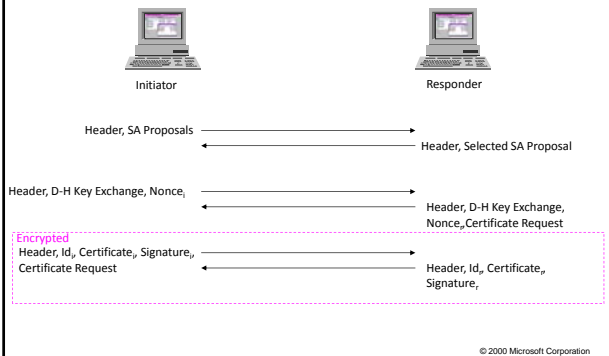 Initiator
Responder
Header, SA Proposals
Header, Selected SA Proposal
Header, D-H Key Exchange, Nonceᵢ
Header, D-H Key Exchange,
Nonceᵣ,Certificate Request
Encrypted
Header, Idᵢ, Certificateᵢ, Signatureᵢ,
Certificate Request
Header, Idᵣ, Certificateᵣ,
Signatureᵣ
© 2000 Microsoft Corporation